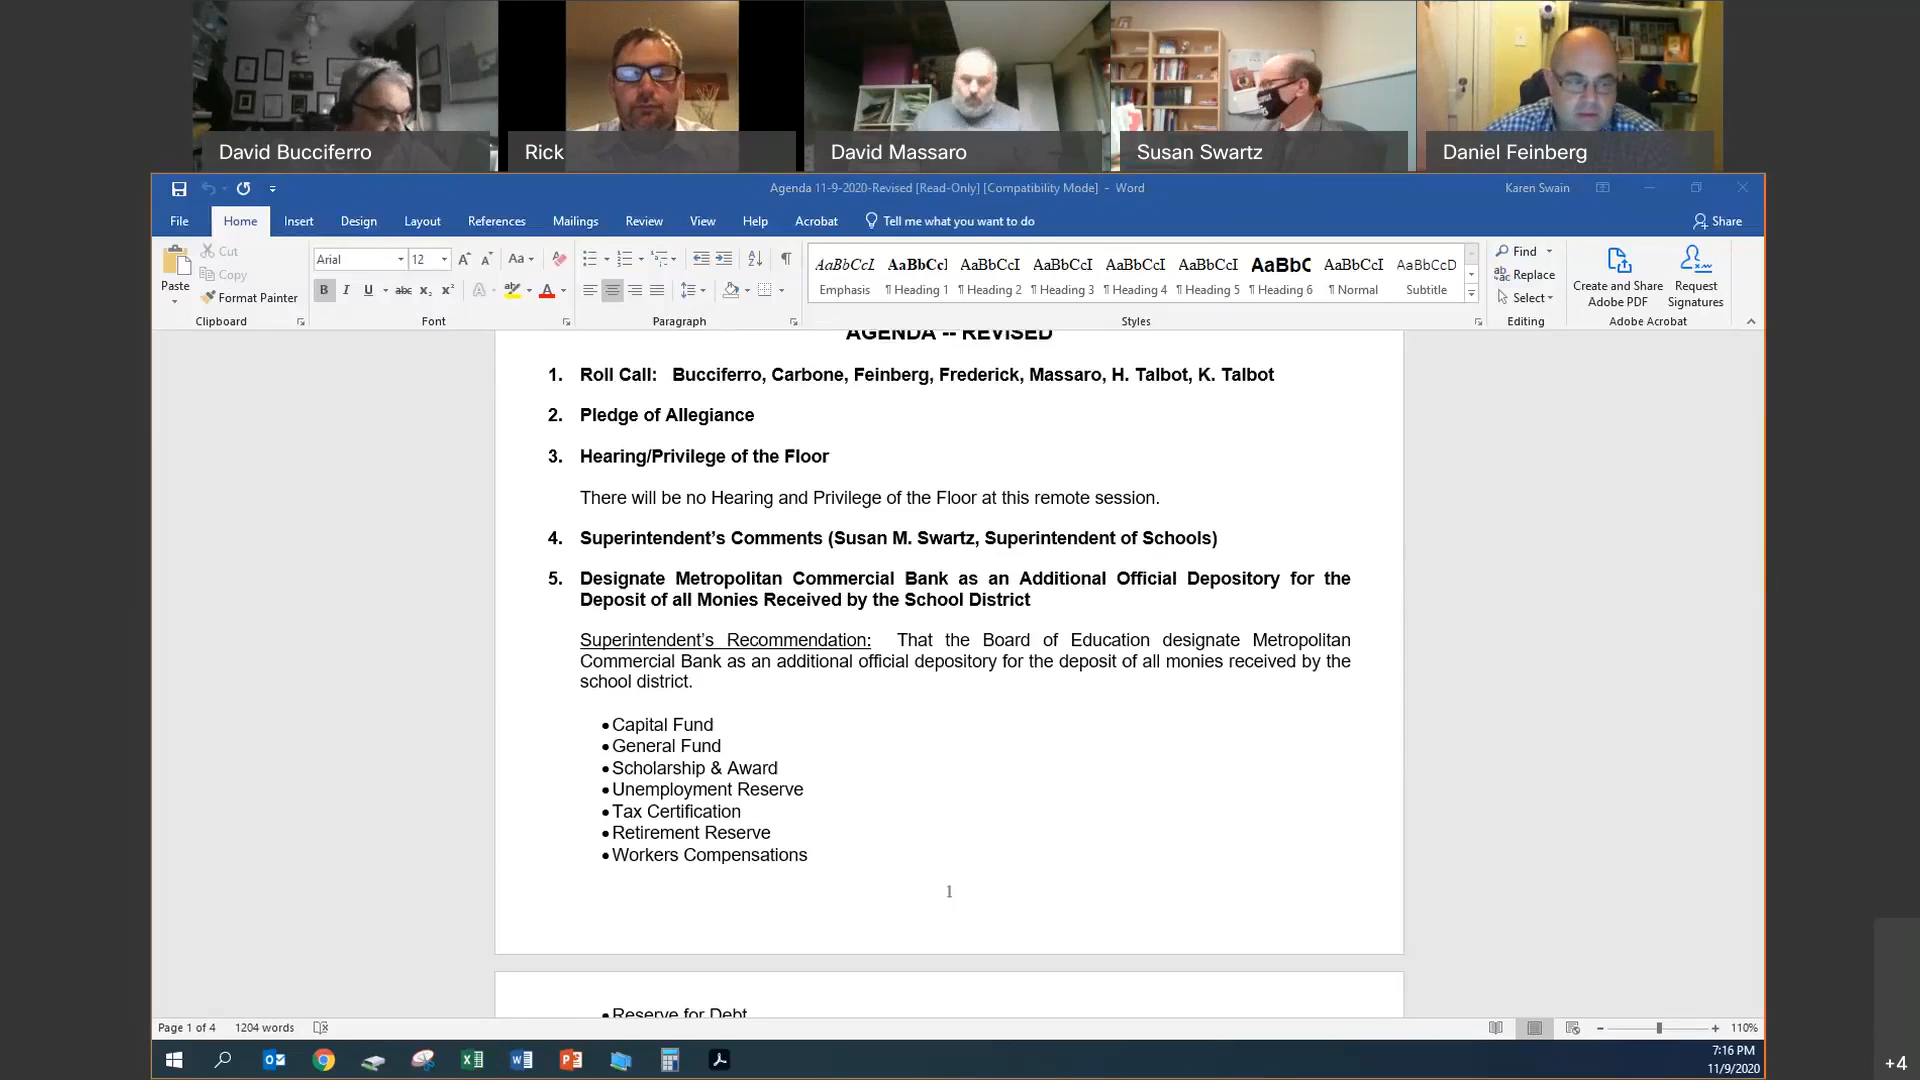 David Bucciferro
Rick
David Massaro
Susan Swartz
Daniel Feinberg
Agenda 11-9-2020-Revised [Read-Only] [Compatibility Mode] - Word
Karen Swain
File Home Insert Design Layout References Mailings Review View Help Acrobat Tell me what you want to do
Share
Paste
Cut
Copy
Format Painter
Clipboard
Arial 12
Font
Paragraph
AaBbCcI AaBbCcI AaBbCcI AaBbCcI AaBbCcI AaBbCcI AaBbC AaBbCcI AaBbCcD
Emphasis ¶ Heading 1 ¶ Heading 2 ¶ Heading 3 ¶ Heading 4 ¶ Heading 5 ¶ Heading 6 ¶ Normal Subtitle
Styles
Find
Replace
Select
Editing
Create and Share
Adobe PDF
Request
Signatures
Adobe Acrobat
AGENDA -- REVISED
1. Roll Call: Bucciferro, Carbone, Feinberg, Frederick, Massaro, H. Talbot, K. Talbot
2. Pledge of Allegiance
3. Hearing/Privilege of the Floor
There will be no Hearing and Privilege of the Floor at this remote session.
4. Superintendent's Comments (Susan M. Swartz, Superintendent of Schools)
5. Designate Metropolitan Commercial Bank as an Additional Official Depository for the
Deposit of all Monies Received by the School District
Superintendent's Recommendation: That the Board of Education designate Metropolitan
Commercial Bank as an additional official depository for the deposit of all monies received by the
school district.
• Capital Fund
• General Fund
• Scholarship & Award
• Unemployment Reserve
• Tax Certification
• Retirement Reserve
• Workers Compensations
1
• Reserve for Debt
Page 1 of 4 1204 words
110%
7:16 PM
11/9/2020
+4